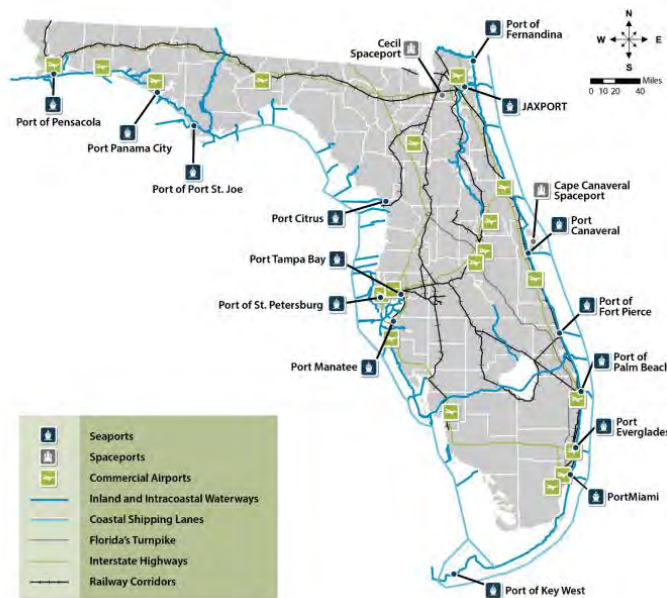 Port of
Fernandina
N
W
E
S
Miles
0 10 20 40
Cecil
Spaceport
JAXPORT
Port of Pensacola
Port Panama City
Port of Port St. Joe
Cape Canaveral
Spaceport
Port Citrus
Port
Canaveral
Port Tampa Bay
Port of St. Petersburg
Port of
Fort Pierce
Port Manatee
Port of
Palm Beach
Port
Everglades
PortMiami
Port of Key West
Seaports
Spaceports
Commercial Airports
Inland and Intracoastal Waterways
Coastal Shipping Lanes
Florida's Turnpike
Interstate Highways
Railway Corridors